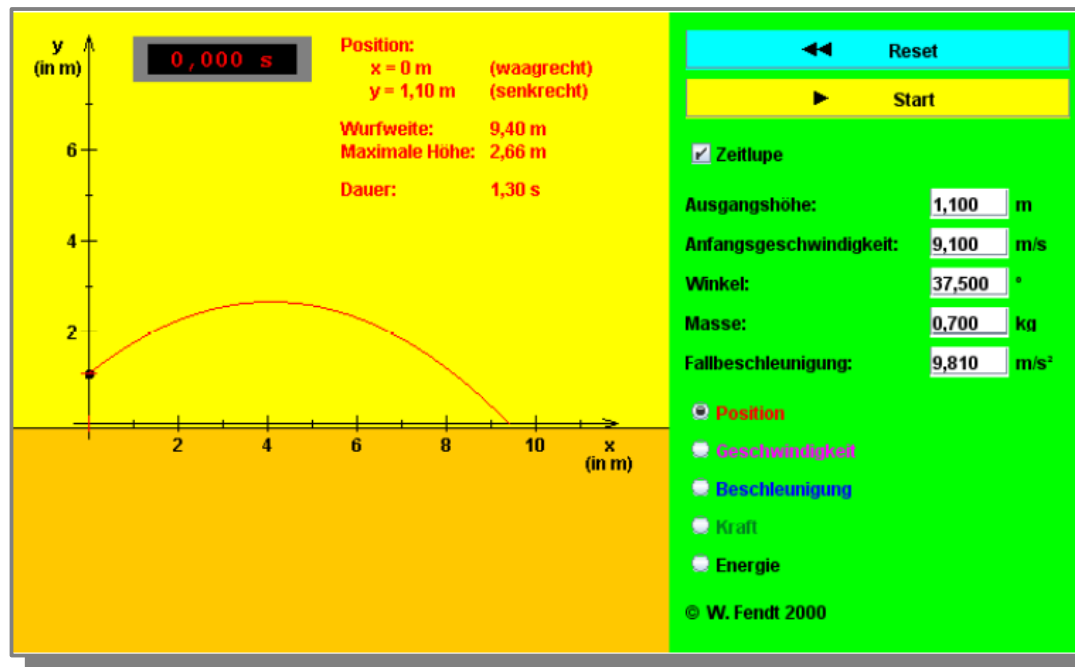 y
(in m)
0,000 s
Position:
x = 0 m (waagrecht)
y = 1,10 m (senkrecht)
Wurfweite: 9,40 m
Maximale Höhe: 2,66 m
Dauer: 1,30 s
6
4
2
2 4 6 8 10 x
(in m)
Reset
Start
Zeitlupe
Ausgangshöhe: 1,100 m
Anfangsgeschwindigkeit: 9,100 m/s
Winkel: 37,500 °
Masse: 0,700 kg
Fallbeschleunigung: 9,810 m/s²
Position
Geschwindigkeit
Beschleunigung
Kraft
Energie
© W. Fendt 2000